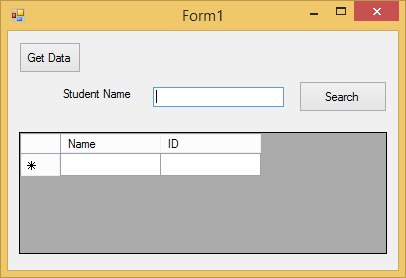 Form1
Get Data
Student Name
Search
Name ID